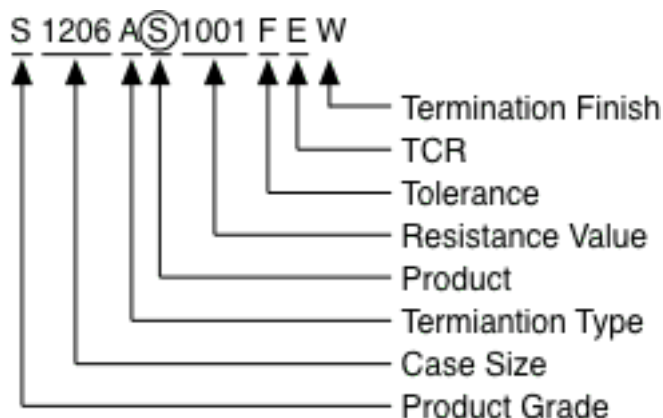 S 1206 A S 1001 F E W
Termination Finish
TCR
Tolerance
Resistance Value
Product
Termiantion Type
Case Size
Product Grade